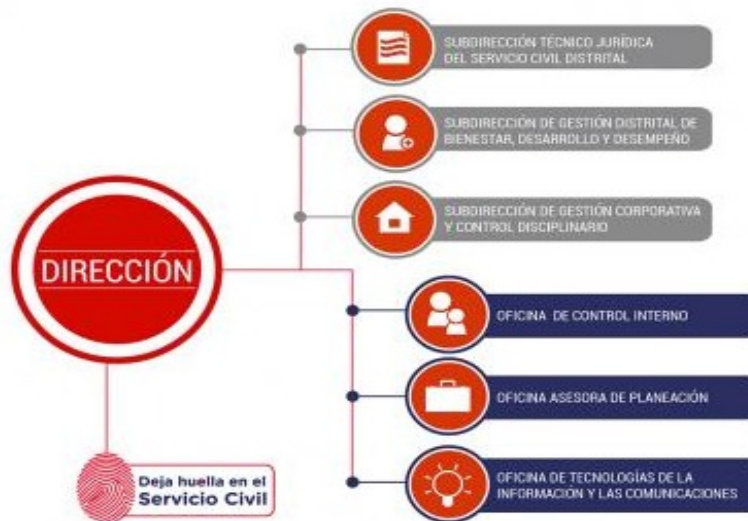 SUBDIRECCIÓN TÉCNICO JURÍDICA
DEL SERVICIO CIVIL DISTRITAL
SUBDIRECCIÓN DE GESTIÓN DISTRITAL DE
BIENESTAR, DESARROLLO Y DESEMPEÑO
SUBDIRECCIÓN DE GESTIÓN CORPORATIVA
Y CONTROL DISCIPLINARIO
DIRECCIÓN
OFICINA DE CONTROL INTERNO
OFICINA ASESORA DE PLANEACIÓN
OFICINA DE TECNOLOGÍAS DE LA
INFORMACIÓN Y LAS COMUNICACIONES
Deja huella en el
Servicio Civil